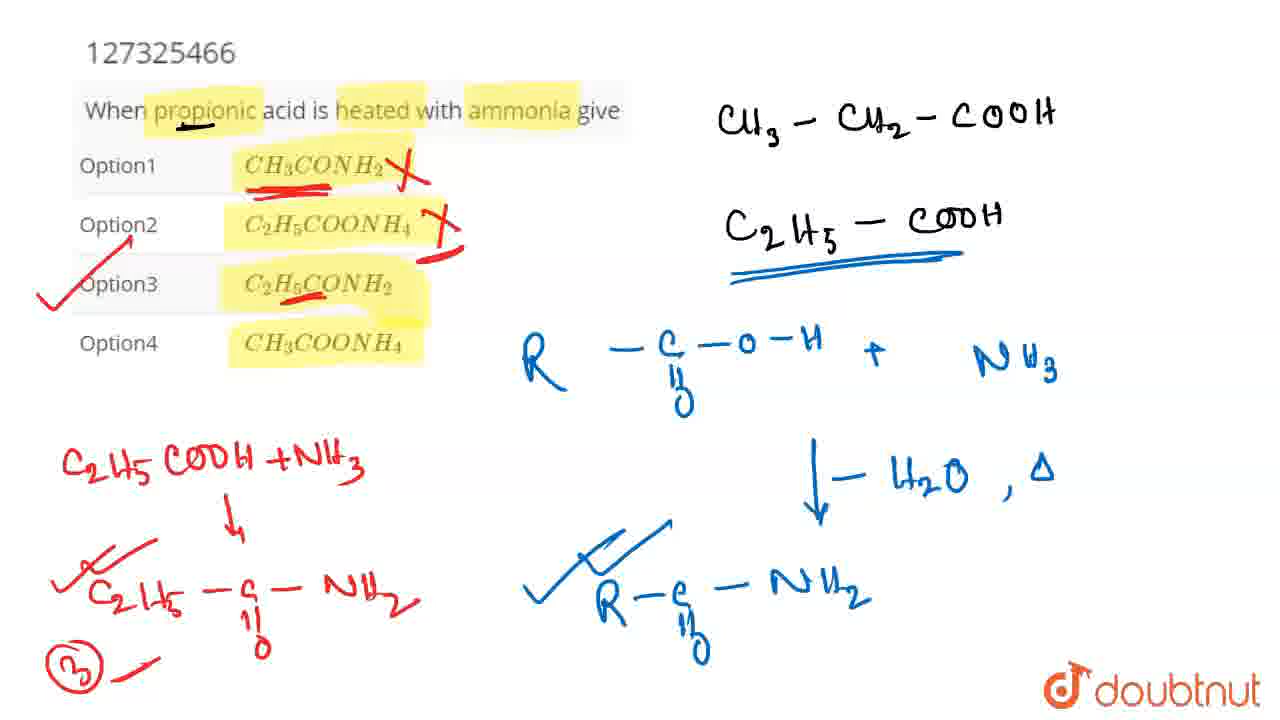 127325466
When propionic acid is heated with ammonia give
Option1 CH₃CONH₂
Option2 C₂H₅COONH₄
Option3 C₂H₅CONH₂
Option4 CH₃COONH₄
CH₃ – CH₂ – COOH
C₂H₅ – COOH
R – C – O – H + NH₃
O
– H₂O , Δ
R – C – NH₂
O
C₂H₅COOH + NH₃
C₂H₅ – C – NH₂
O
3
doubtnut